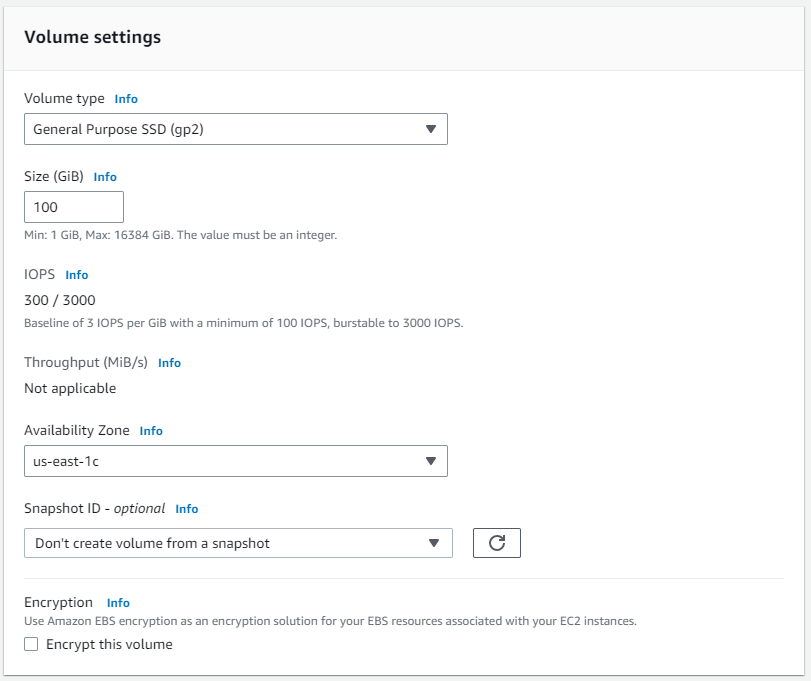 Volume settings
Volume type Info
General Purpose SSD (gp2)
Size (GiB) Info
100
Min: 1 GiB, Max: 16384 GiB. The value must be an integer.
IOPS Info
300 / 3000
Baseline of 3 IOPS per GiB with a minimum of 100 IOPS, burstable to 3000 IOPS.
Throughput (MiB/s) Info
Not applicable
Availability Zone Info
us-east-1c
Snapshot ID - optional Info
Don't create volume from a snapshot
Encryption Info
Use Amazon EBS encryption as an encryption solution for your EBS resources associated with your EC2 instances.
Encrypt this volume